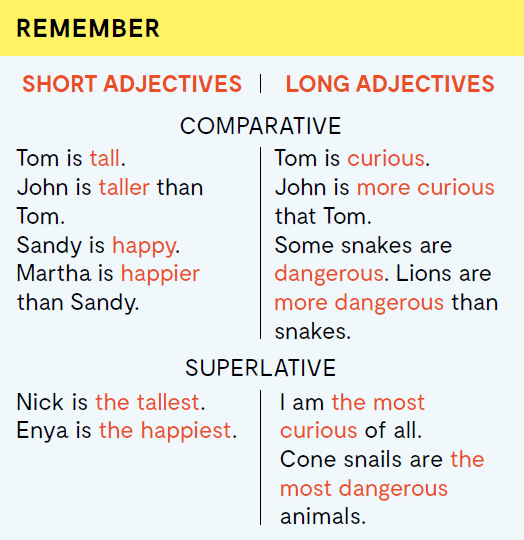 REMEMBER
SHORT ADJECTIVES
LONG ADJECTIVES
COMPARATIVE
Tom is tall.
John is taller than
Tom.
Sandy is happy.
Martha is happier
than Sandy.
Tom is curious.
John is more curious
that Tom.
Some snakes are
dangerous. Lions are
more dangerous than
snakes.
SUPERLATIVE
Nick is the tallest.
Enya is the happiest.
I am the most
curious of all.
Cone snails are the
most dangerous
animals.